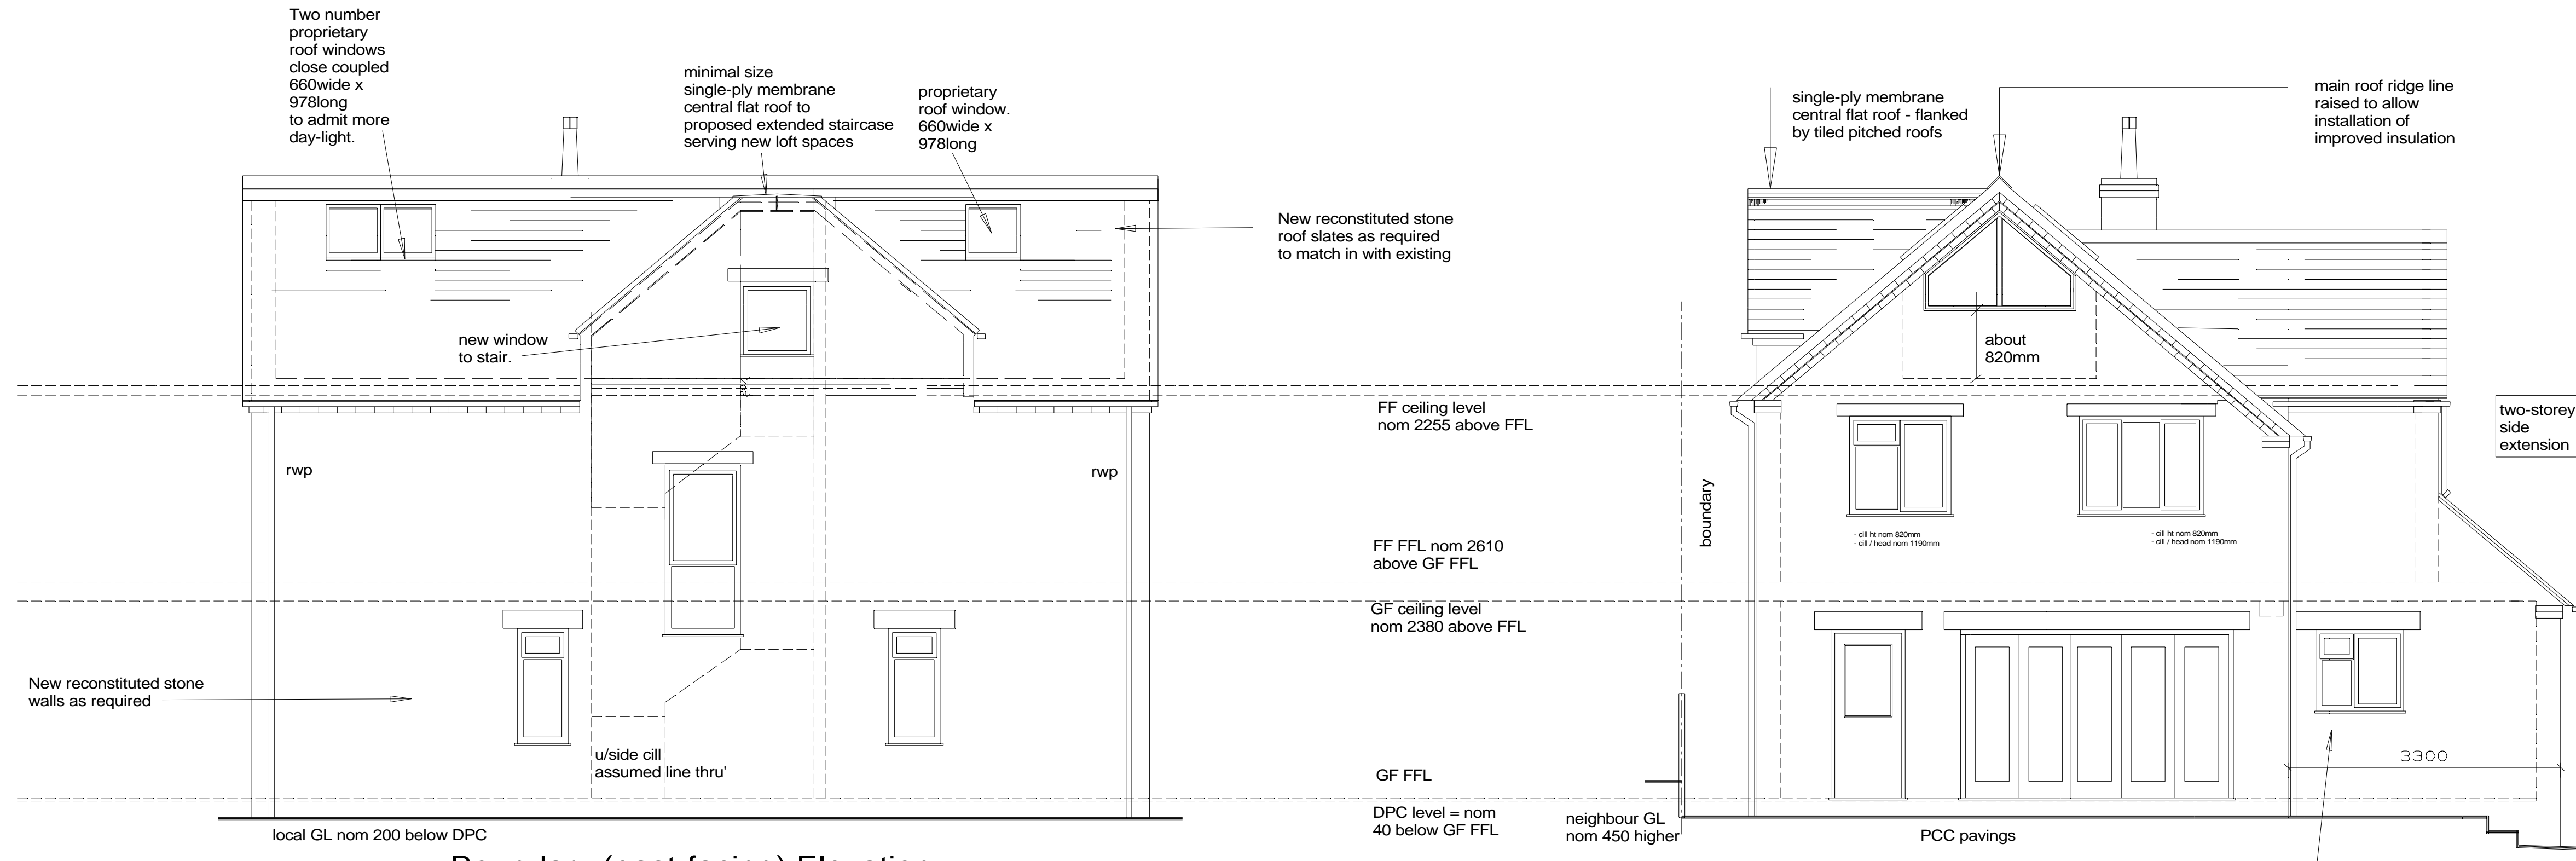 Two number
proprietary
roof windows
close coupled
660wide x
978long
to admit more
day-light.
minimal size
single-ply membrane
central flat roof to
proposed extended staircase
serving new loft spaces
proprietary
roof window.
660wide x
978long
New reconstituted stone
roof slates as required
to match in with existing
new window
to stair.
rwp
rwp
New reconstituted stone
walls as required
u/side cill
assumed line thru'
local GL nom 200 below DPC
FF ceiling level
nom 2255 above FFL
FF FFL nom 2610
above GF FFL
GF ceiling level
nom 2380 above FFL
GF FFL
DPC level = nom
40 below GF FFL
single-ply membrane
central flat roof - flanked
by tiled pitched roofs
main roof ridge line
raised to allow
installation of
improved insulation
about
820mm
two-storey
side
extension
boundary
- cill ht nom 820mm
- cill / head nom 1190mm
- cill ht nom 820mm
- cill / head nom 1190mm
3300
neighbour GL
nom 450 higher
PCC pavings
Boundary (east facing) Elevation